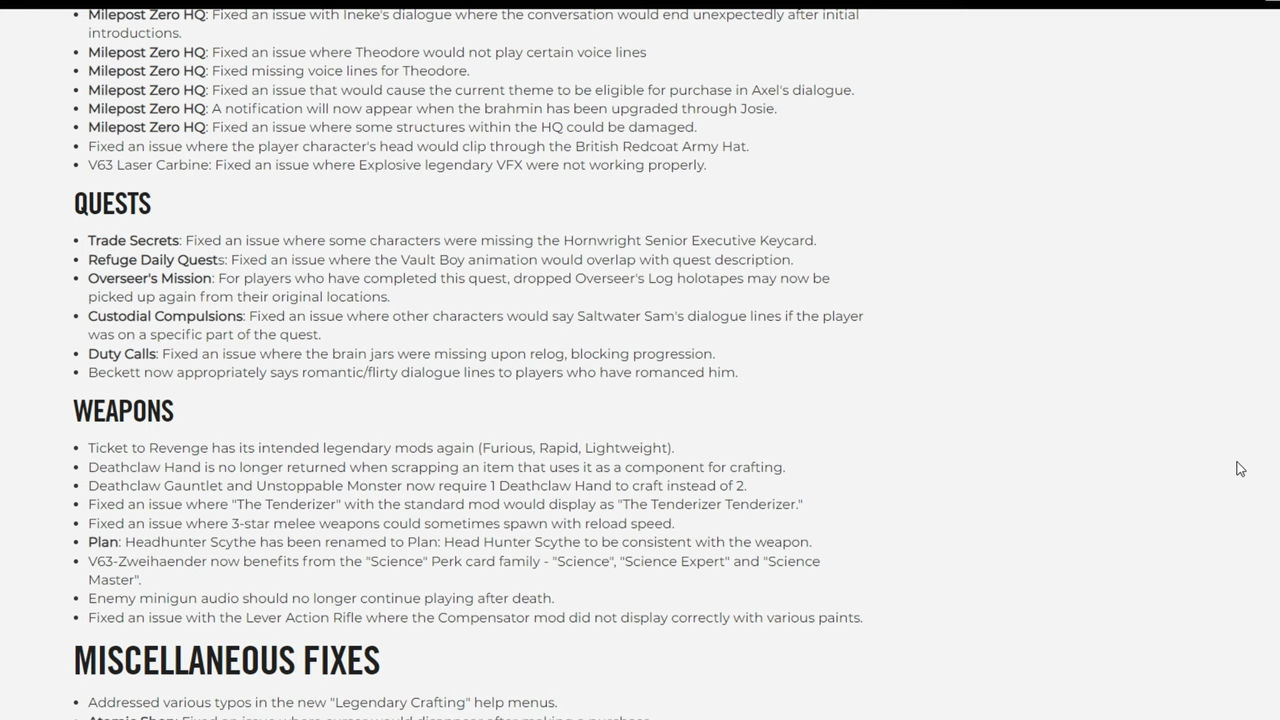 • Milepost Zero HQ: Fixed an issue with Ineke's dialogue where the conversation would end unexpectedly after initial
introductions.
• Milepost Zero HQ: Fixed an issue where Theodore would not play certain voice lines
• Milepost Zero HQ: Fixed missing voice lines for Theodore.
• Milepost Zero HQ: Fixed an issue that would cause the current theme to be eligible for purchase in Axel's dialogue.
• Milepost Zero HQ: A notification will now appear when the brahmin has been upgraded through Josie.
• Milepost Zero HQ: Fixed an issue where some structures within the HQ could be damaged.
• Fixed an issue where the player character's head would clip through the British Redcoat Army Hat.
• V63 Laser Carbine: Fixed an issue where Explosive legendary VFX were not working properly.
QUESTS
• Trade Secrets: Fixed an issue where some characters were missing the Hornwright Senior Executive Keycard.
• Refuge Daily Quests: Fixed an issue where the Vault Boy animation would overlap with quest description.
• Overseer's Mission: For players who have completed this quest, dropped Overseer's Log holotapes may now be
picked up again from their original locations.
• Custodial Compulsions: Fixed an issue where other characters would say Saltwater Sam's dialogue lines if the player
was on a specific part of the quest.
• Duty Calls: Fixed an issue where the brain jars were missing upon relog, blocking progression.
• Beckett now appropriately says romantic/flirty dialogue lines to players who have romanced him.
WEAPONS
• Ticket to Revenge has its intended legendary mods again (Furious, Rapid, Lightweight).
• Deathclaw Hand is no longer returned when scrapping an item that uses it as a component for crafting.
• Deathclaw Gauntlet and Unstoppable Monster now require 1 Deathclaw Hand to craft instead of 2.
• Fixed an issue where "The Tenderizer" with the standard mod would display as "The Tenderizer Tenderizer."
• Fixed an issue where 3-star melee weapons could sometimes spawn with reload speed.
• Plan: Headhunter Scythe has been renamed to Plan: Head Hunter Scythe to be consistent with the weapon.
• V63-Zweihaender now benefits from the "Science" Perk card family - "Science", "Science Expert" and "Science
Master".
• Enemy minigun audio should no longer continue playing after death.
• Fixed an issue with the Lever Action Rifle where the Compensator mod did not display correctly with various paints.
MISCELLANEOUS FIXES
• Addressed various typos in the new "Legendary Crafting" help menus.
• Atomic Shop: Fixed an issue where cursor would disappear after making a purchase.